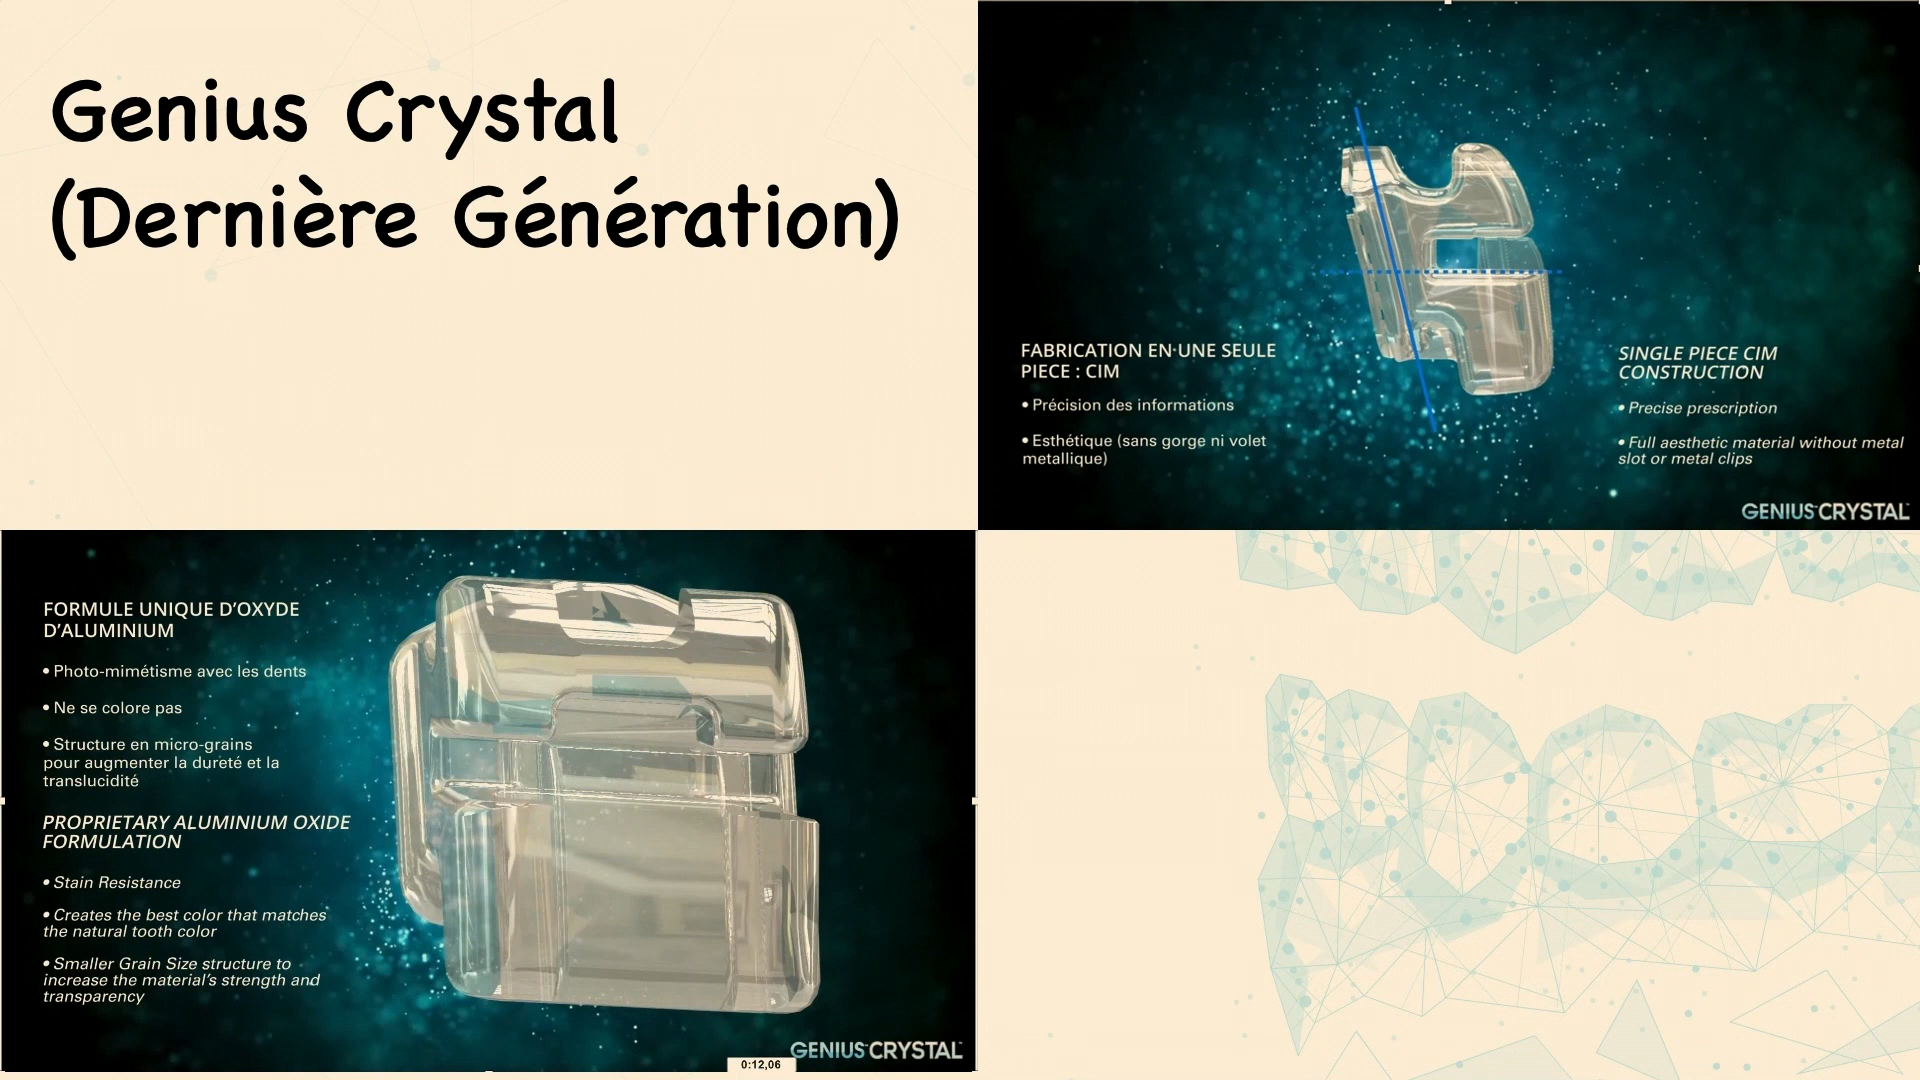 Genius Crystal
(Dernière Génération)
FABRICATION EN UNE SEULE
PIECE : CIM
• Précision des informations
• Esthétique (sans gorge ni volet
metallique)
SINGLE PIECE CIM
CONSTRUCTION
• Precise prescription
• Full aesthetic material without metal
slot or metal clips
GENIUS™CRYSTAL™
FORMULE UNIQUE D’OXYDE
D’ALUMINIUM
• Photo-mimétisme avec les dents
• Ne se colore pas
• Structure en micro-grains
pour augmenter la dureté et la
translucidité
PROPRIETARY ALUMINIUM OXIDE
FORMULATION
• Stain Resistance
• Creates the best color that matches
the natural tooth color
• Smaller Grain Size structure to
increase the material’s strength and
transparency
GENIUS™CRYSTAL™
0:12,06